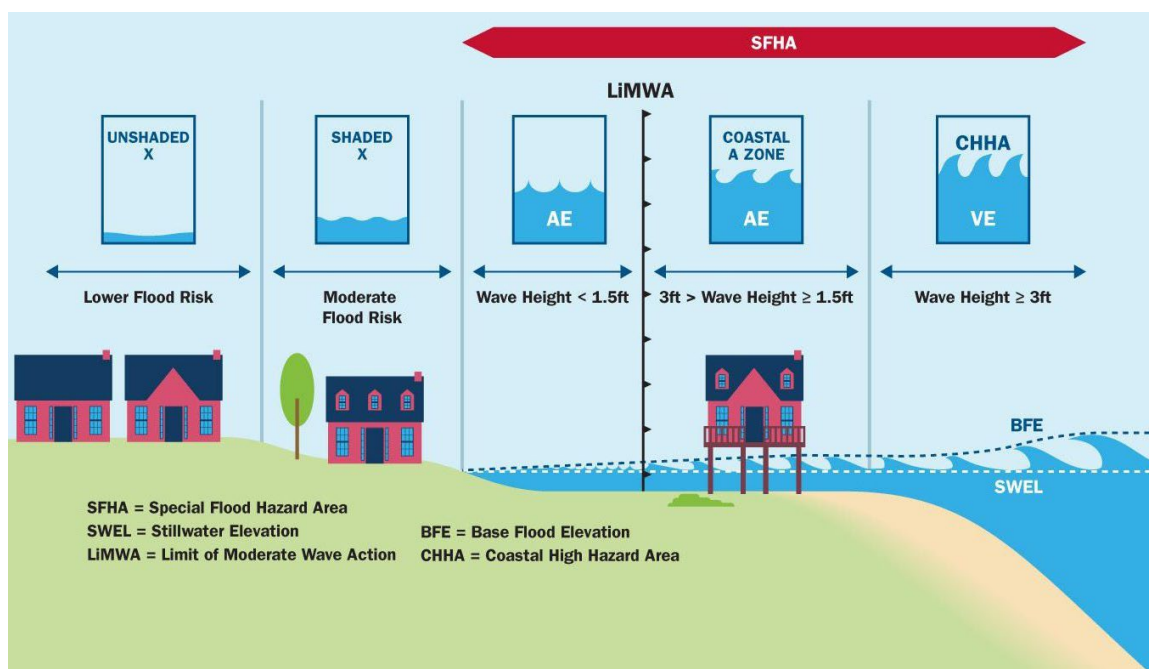 SFHA
LiMWA
UNSHADED
X
SHADED
X
AE
COASTAL
A ZONE
AE
CHHA
VE
Lower Flood Risk
Moderate
Flood Risk
Wave Height < 1.5ft
3ft > Wave Height ≥ 1.5ft
Wave Height ≥ 3ft
BFE
SWEL
SFHA = Special Flood Hazard Area
SWEL = Stillwater Elevation
LiMWA = Limit of Moderate Wave Action
BFE = Base Flood Elevation
CHHA = Coastal High Hazard Area